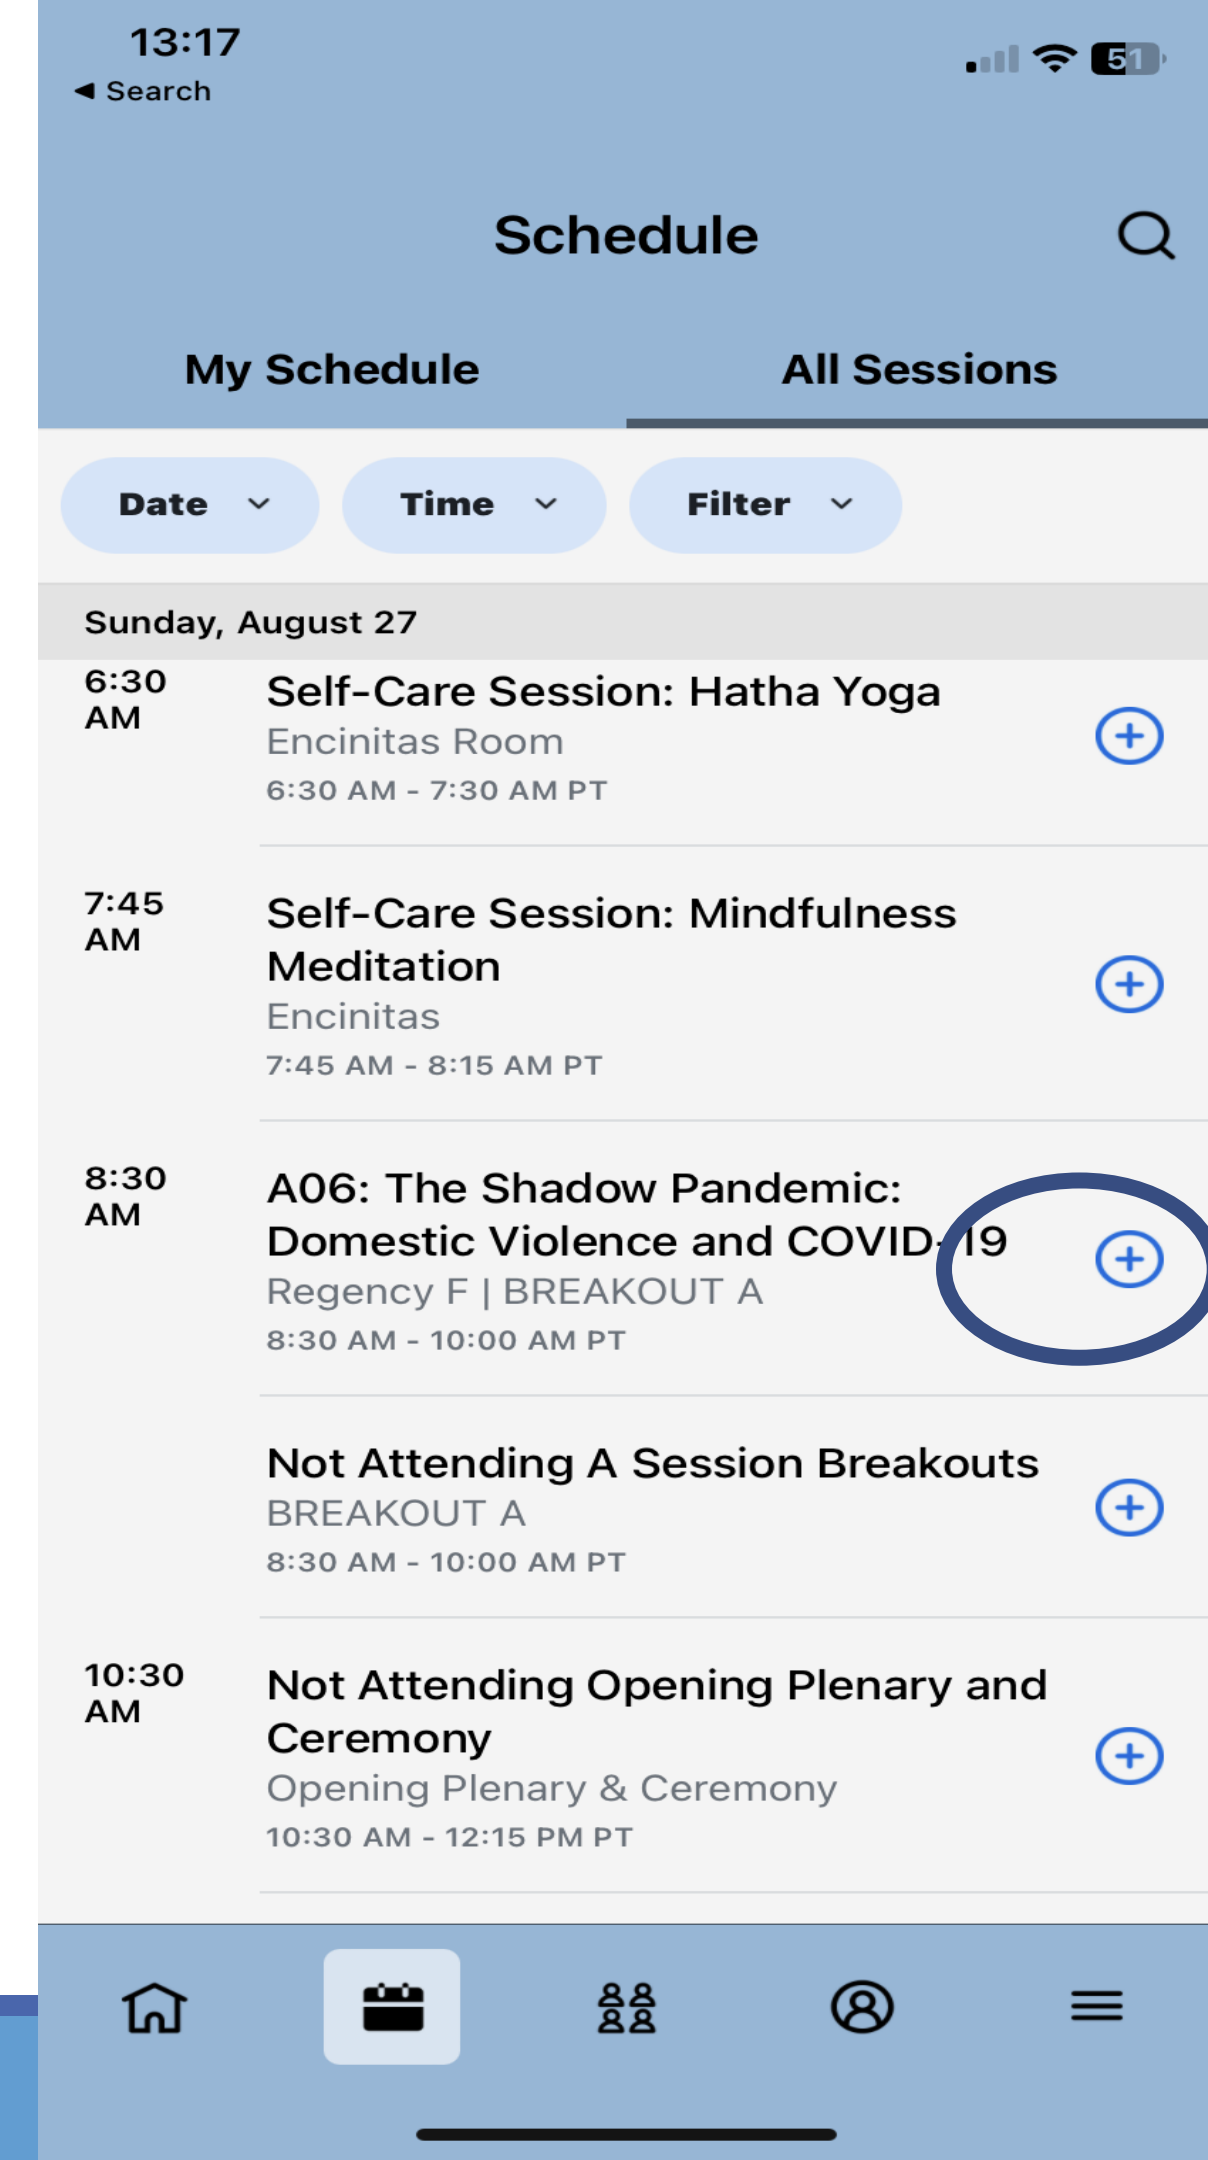 13:17
51
◀ Search
Schedule
My Schedule
All Sessions
Date
Time
Filter
Sunday, August 27
6:30
AM
Self-Care Session: Hatha Yoga
Encinitas Room
6:30 AM - 7:30 AM PT
7:45
AM
Self-Care Session: Mindfulness
Meditation
Encinitas
7:45 AM - 8:15 AM PT
8:30
AM
A06: The Shadow Pandemic:
Domestic Violence and COVID-19
Regency F | BREAKOUT A
8:30 AM - 10:00 AM PT
Not Attending A Session Breakouts
BREAKOUT A
8:30 AM - 10:00 AM PT
10:30
AM
Not Attending Opening Plenary and
Ceremony
Opening Plenary & Ceremony
10:30 AM - 12:15 PM PT